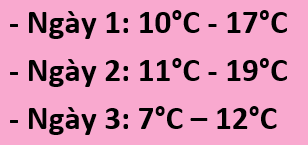 - Ngày 1: 10°C - 17°C
- Ngày 2: 11°C - 19°C
- Ngày 3: 7°C – 12°C